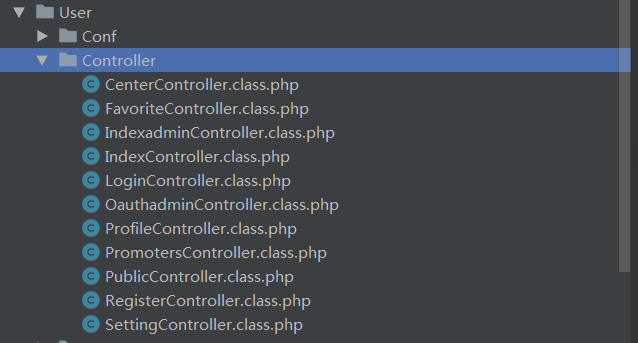 User
Conf
Controller
CenterController.class.php
FavoriteController.class.php
IndexadminController.class.php
IndexController.class.php
LoginController.class.php
OauthadminController.class.php
ProfileController.class.php
PromotersController.class.php
PublicController.class.php
RegisterController.class.php
SettingController.class.php